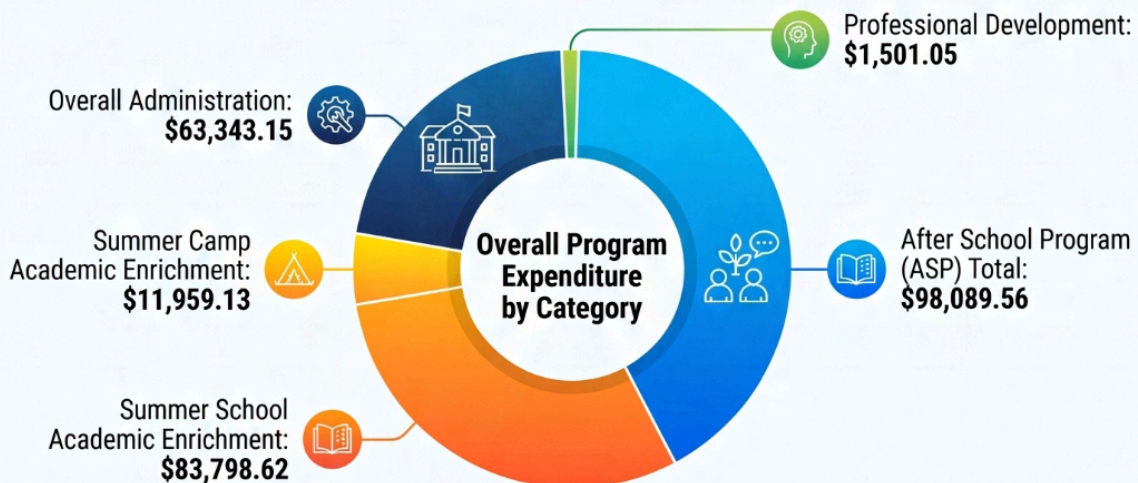 Professional Development:
$1,501.05
Overall Administration:
$63,343.15
Summer Camp
Academic Enrichment:
$11,959.13
Overall Program
Expenditure
by Category
After School Program
(ASP) Total:
$98,089.56
Summer School
Academic Enrichment:
$83,798.62